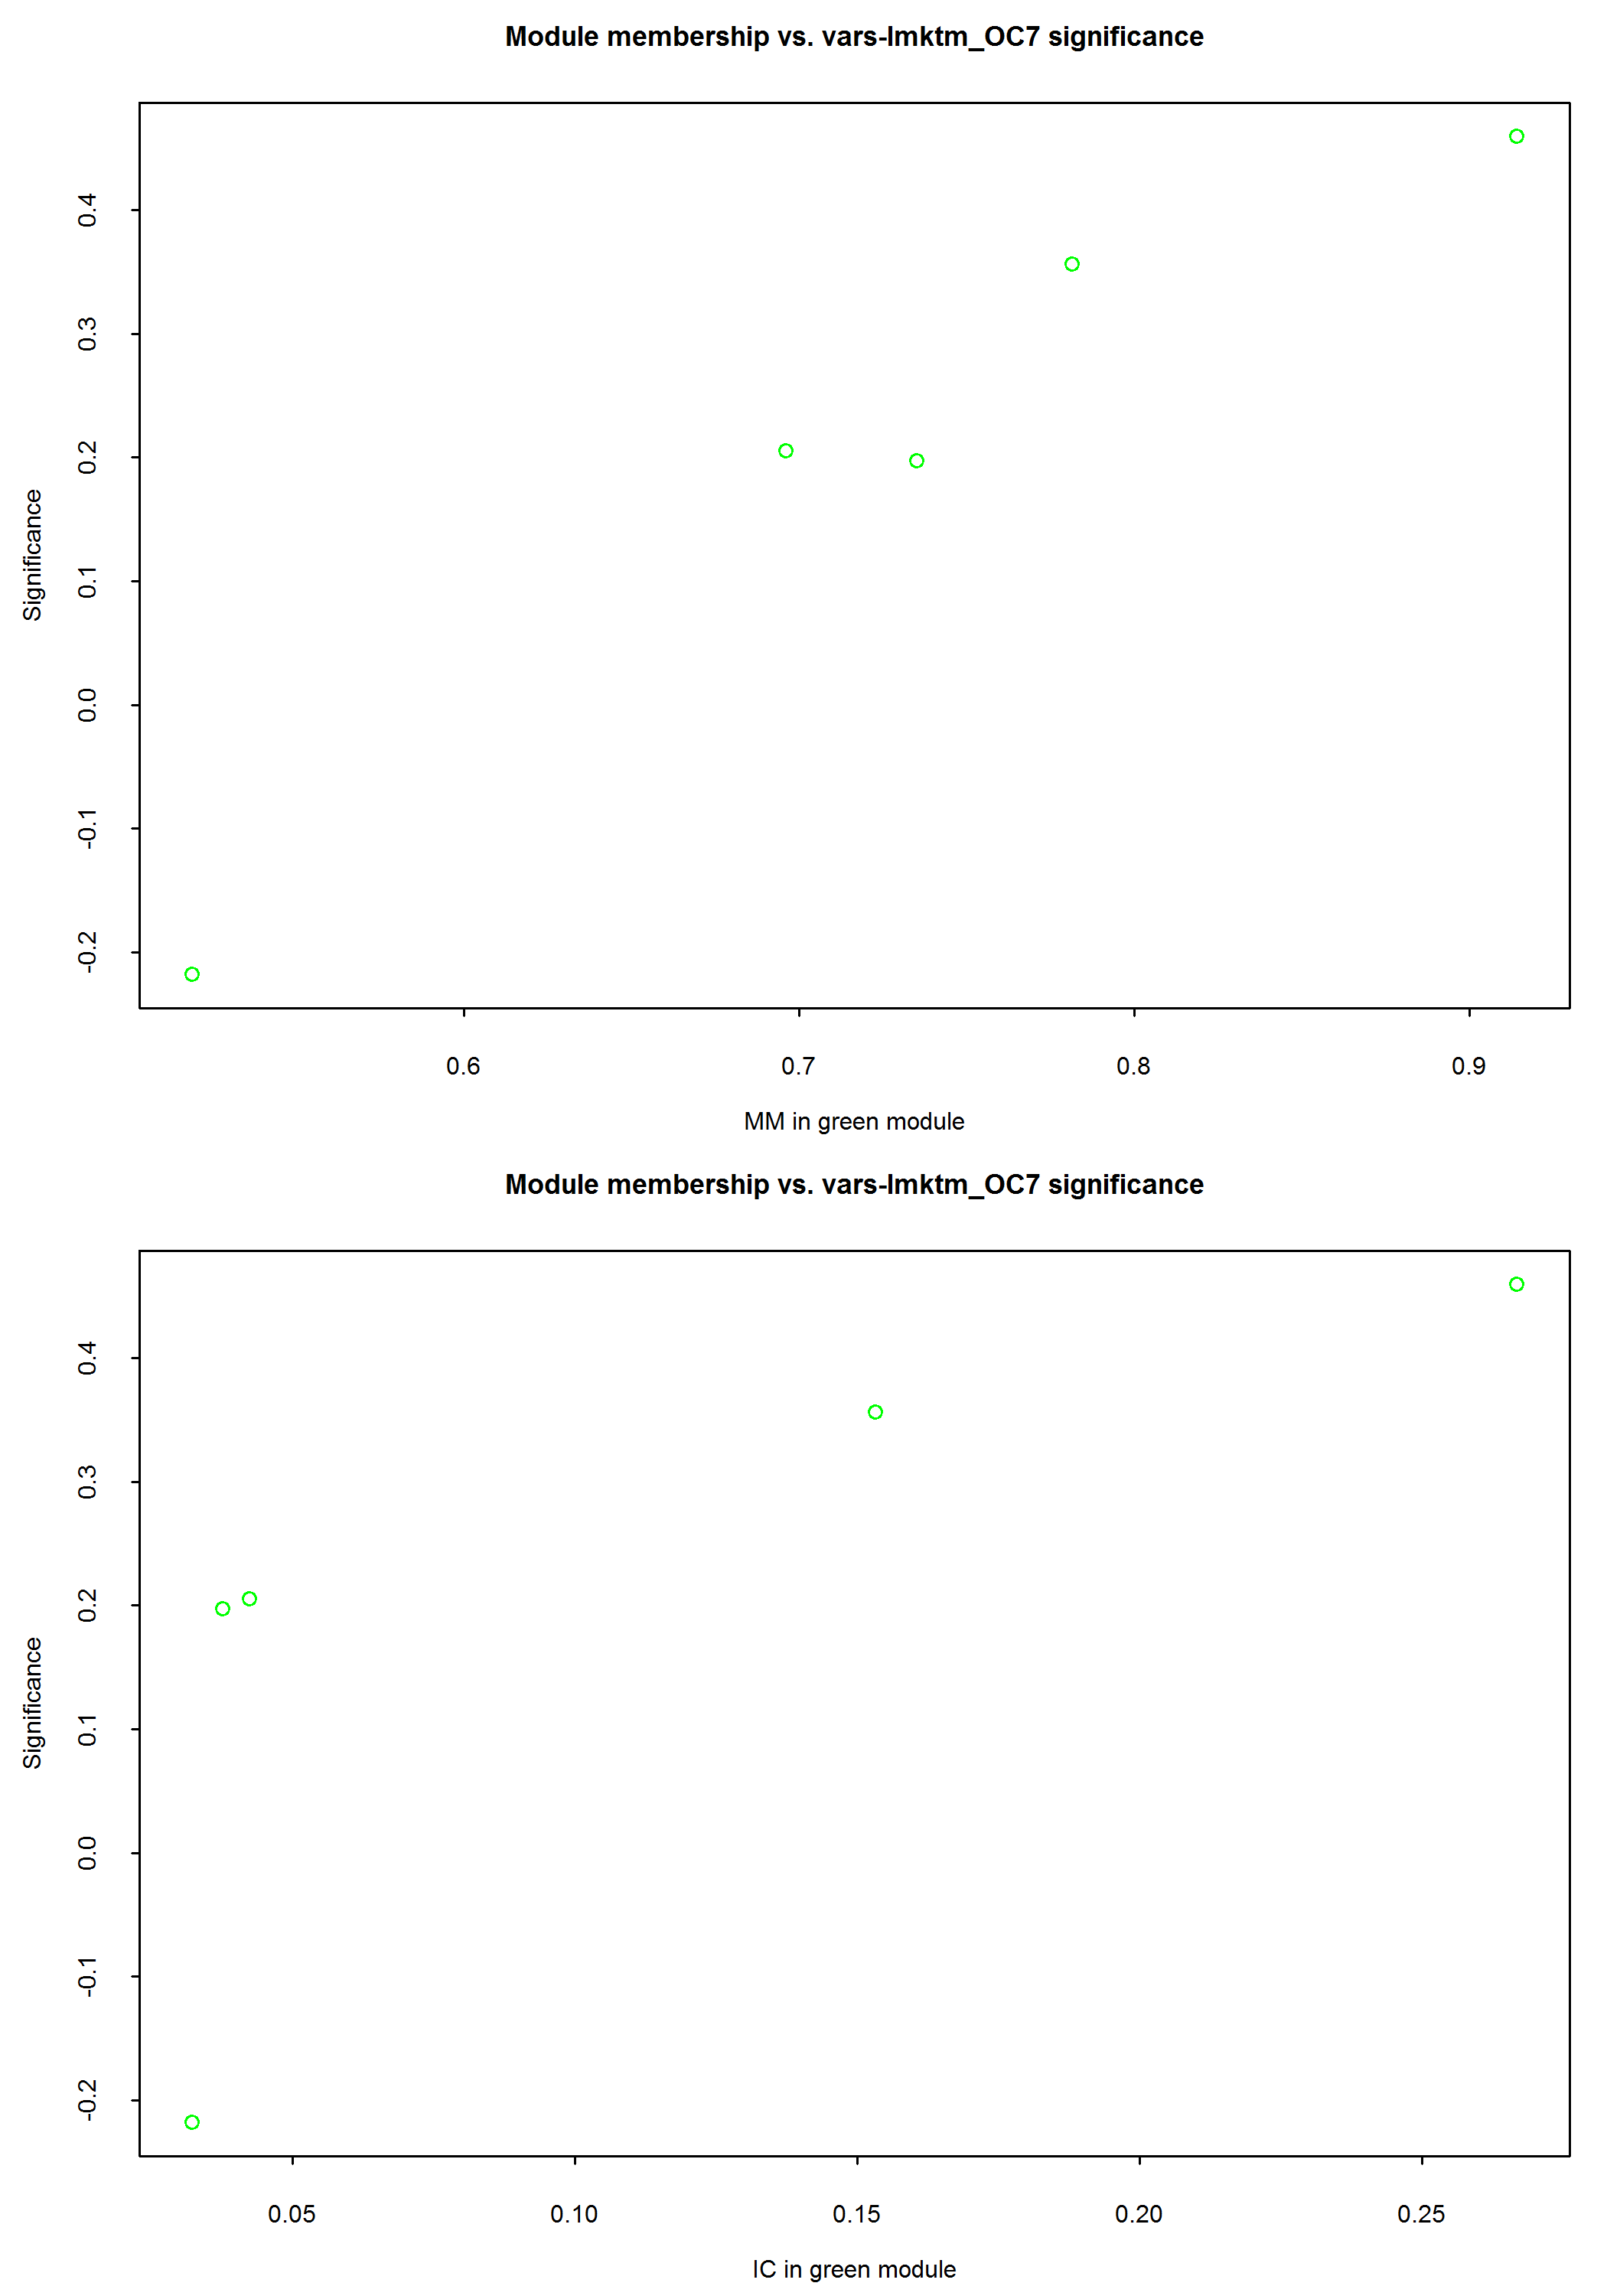 Module membership vs. vars-lmktm_OC7 significance
0.4
0.3
0.2
0.1
0.0
-0.1
-0.2
Significance
0.6 0.7 0.8 0.9
MM in green module
Module membership vs. vars-lmktm_OC7 significance
0.4
0.3
0.2
0.1
0.0
-0.1
-0.2
Significance
0.05 0.10 0.15 0.20 0.25
IC in green module